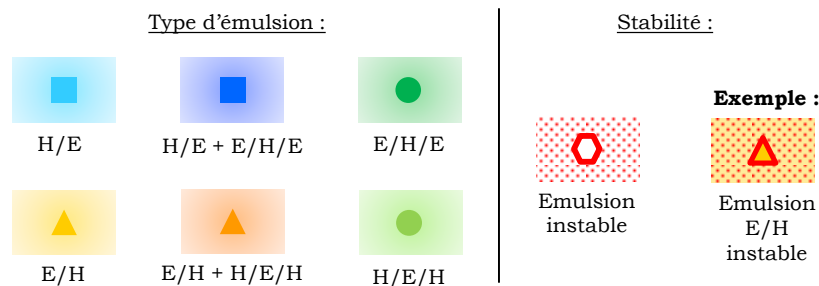 Type d'émulsion :
H/E
H/E + E/H/E
E/H/E
E/H
E/H + H/E/H
H/E/H
Stabilité :
Exemple :
Emulsion
instable
Emulsion
E/H
instable